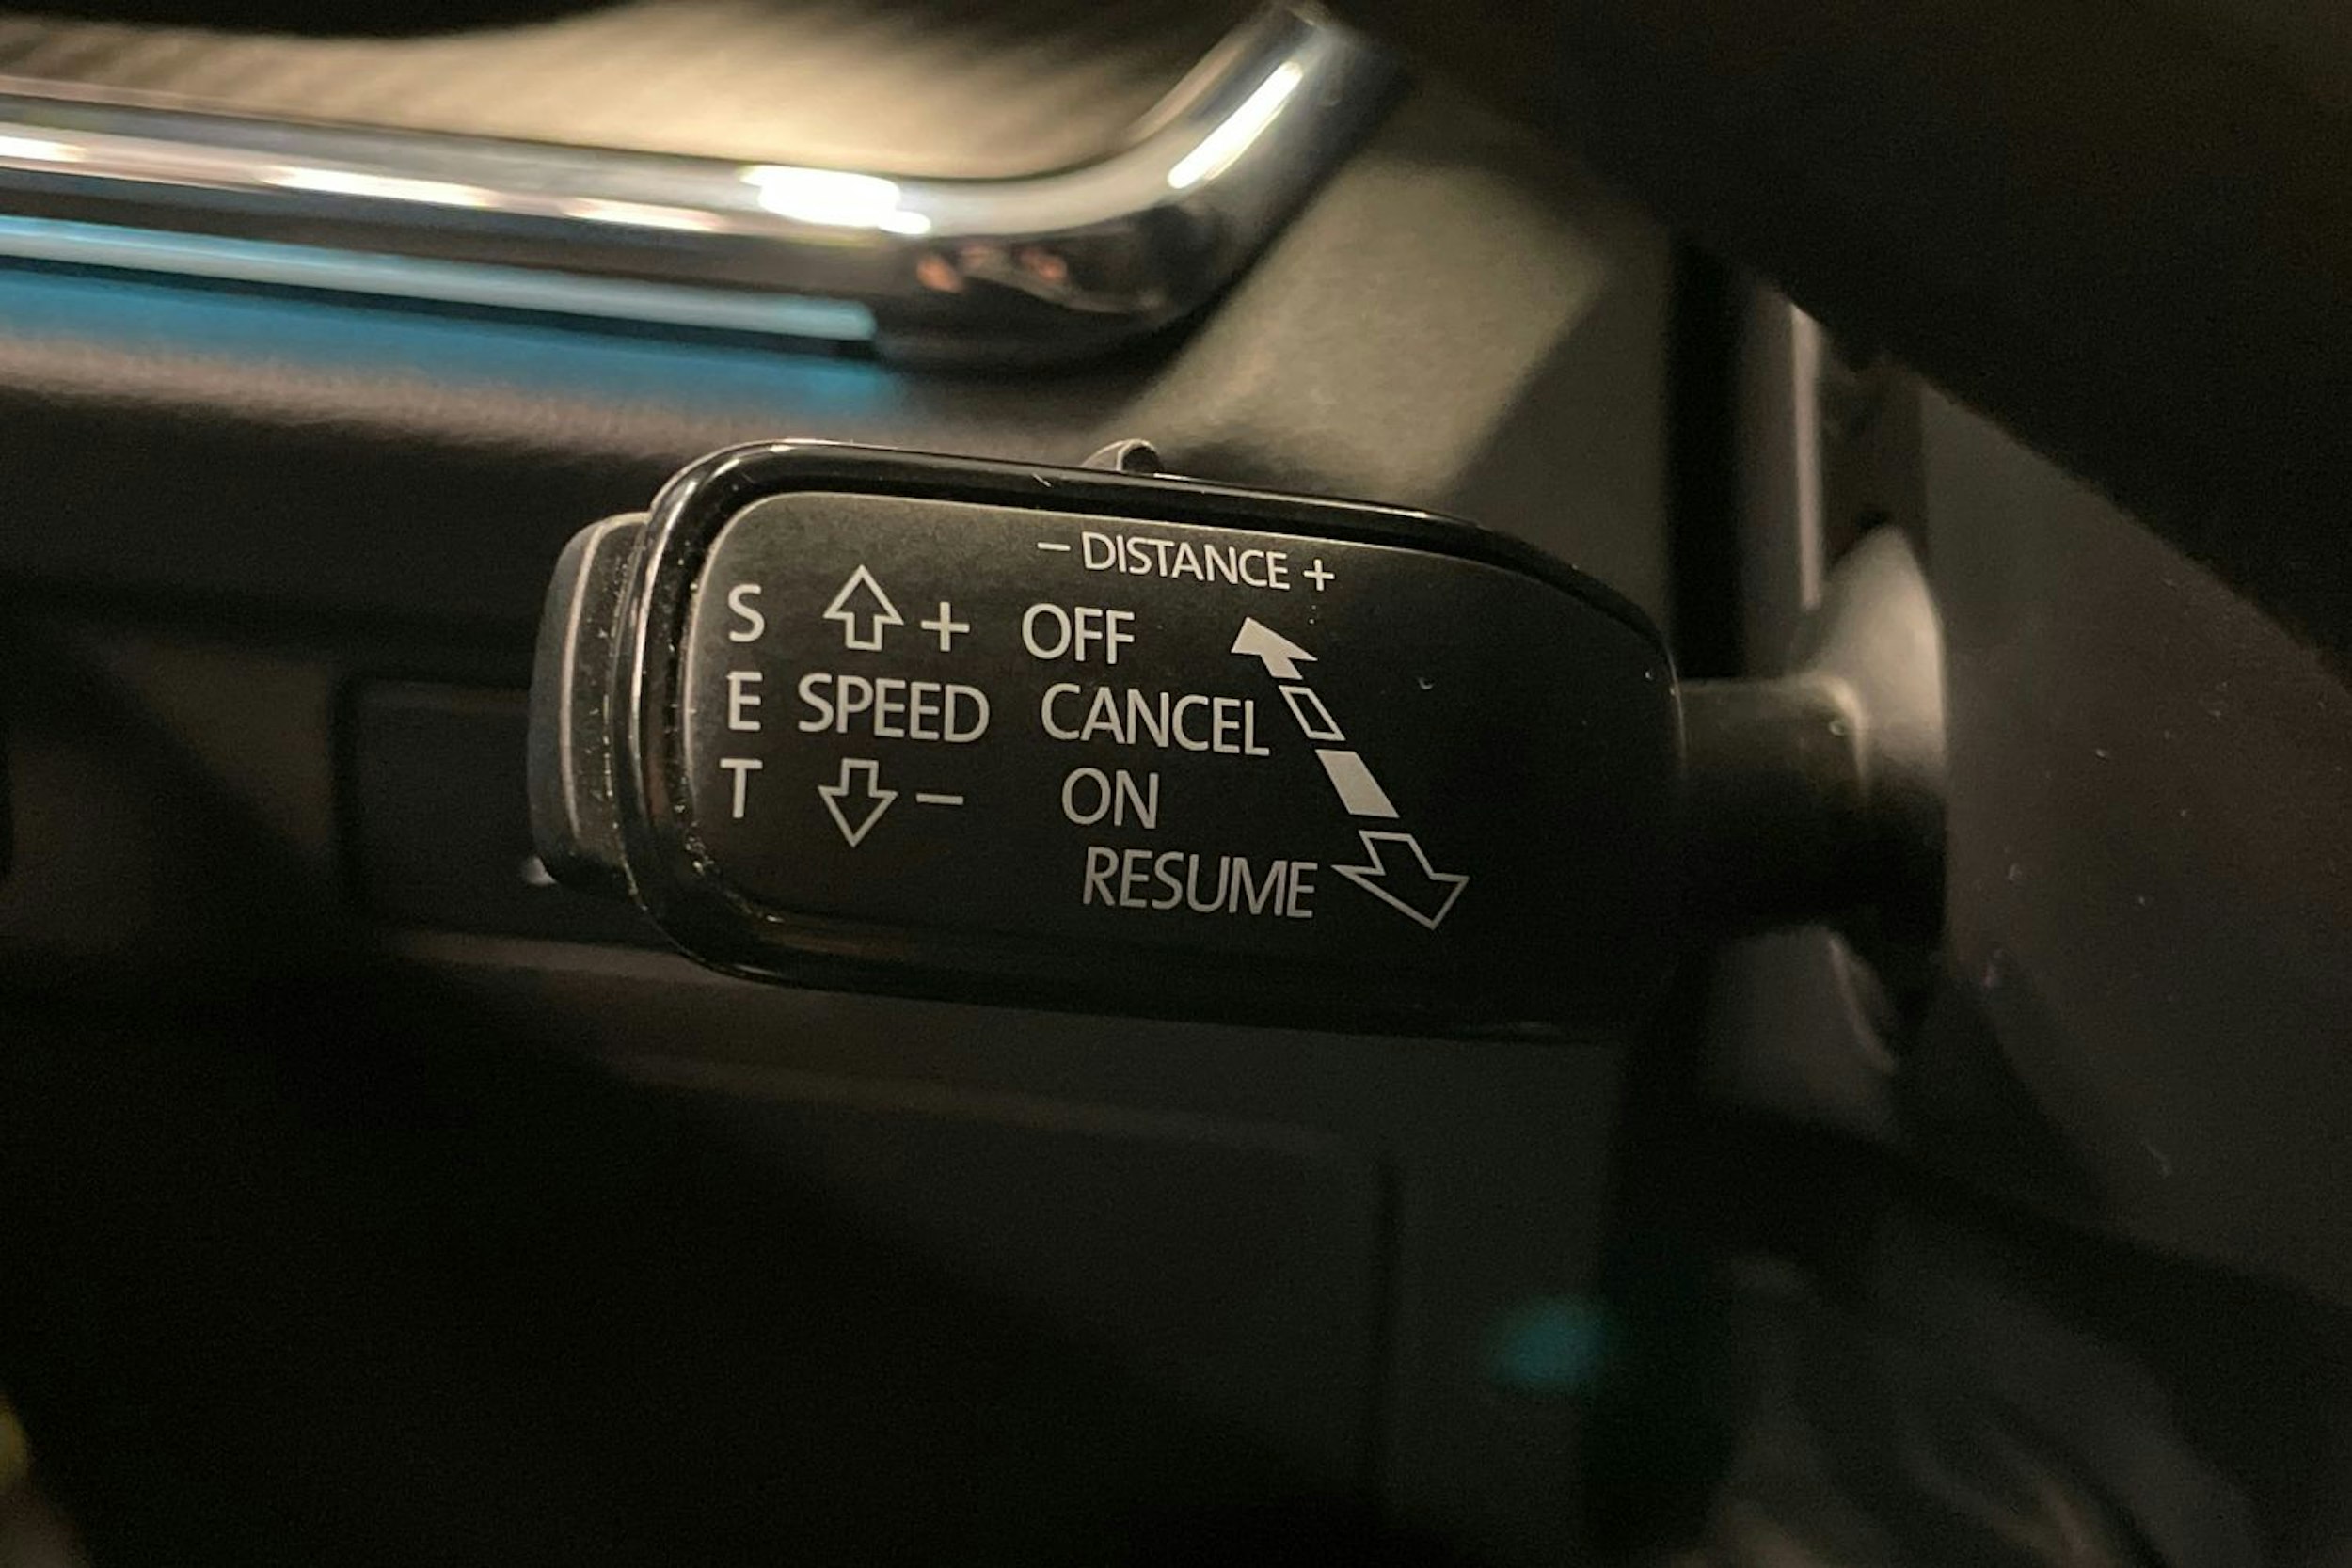 − DISTANCE +
S + OFF
E SPEED CANCEL
T − ON
RESUME